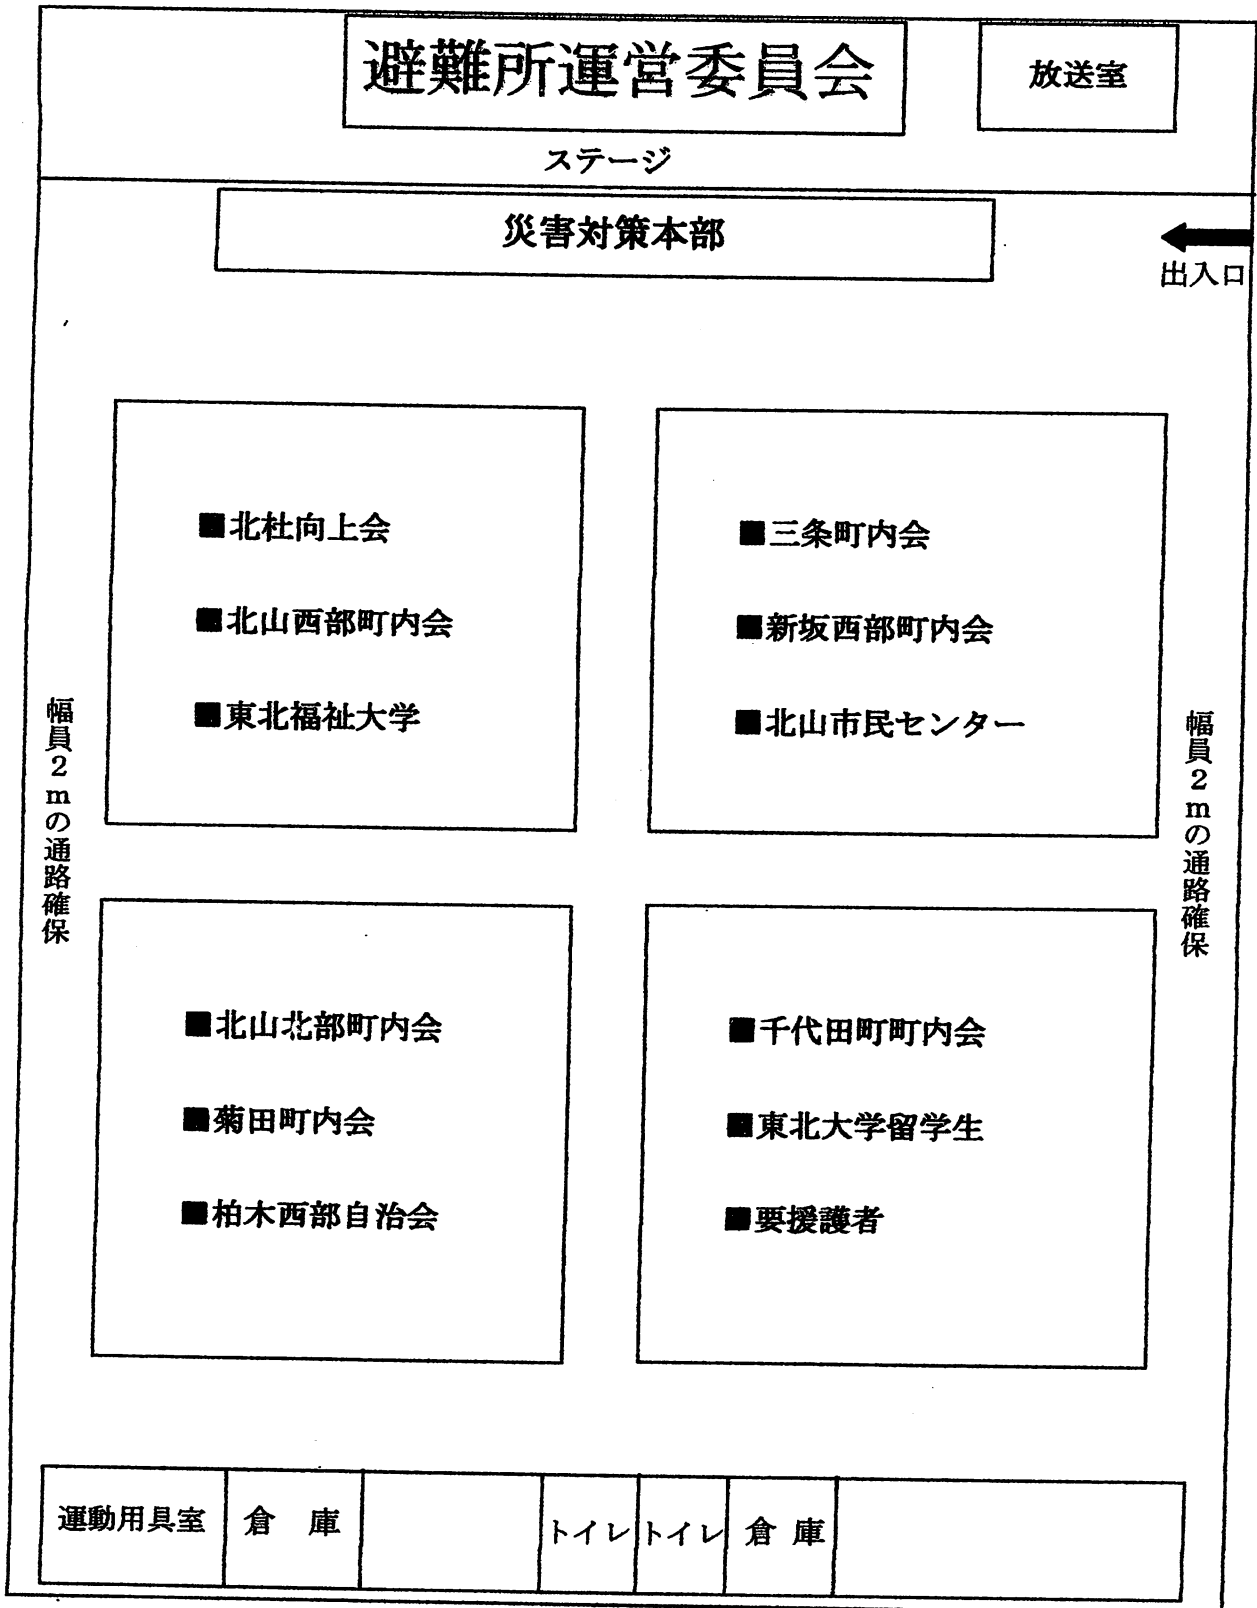 避難所運営委員会
放送室
ステージ
災害対策本部
出入口
■北杜向上会
■北山西部町内会
■東北福祉大学
■三条町内会
■新坂西部町内会
■北山市民センター
幅員2mの通路確保
幅員2mの通路確保
■北山北部町内会
■菊田町内会
■柏木西部自治会
■千代田町町内会
■東北大学留学生
■要援護者
運動用具室
倉 庫
トイレ
トイレ
倉 庫